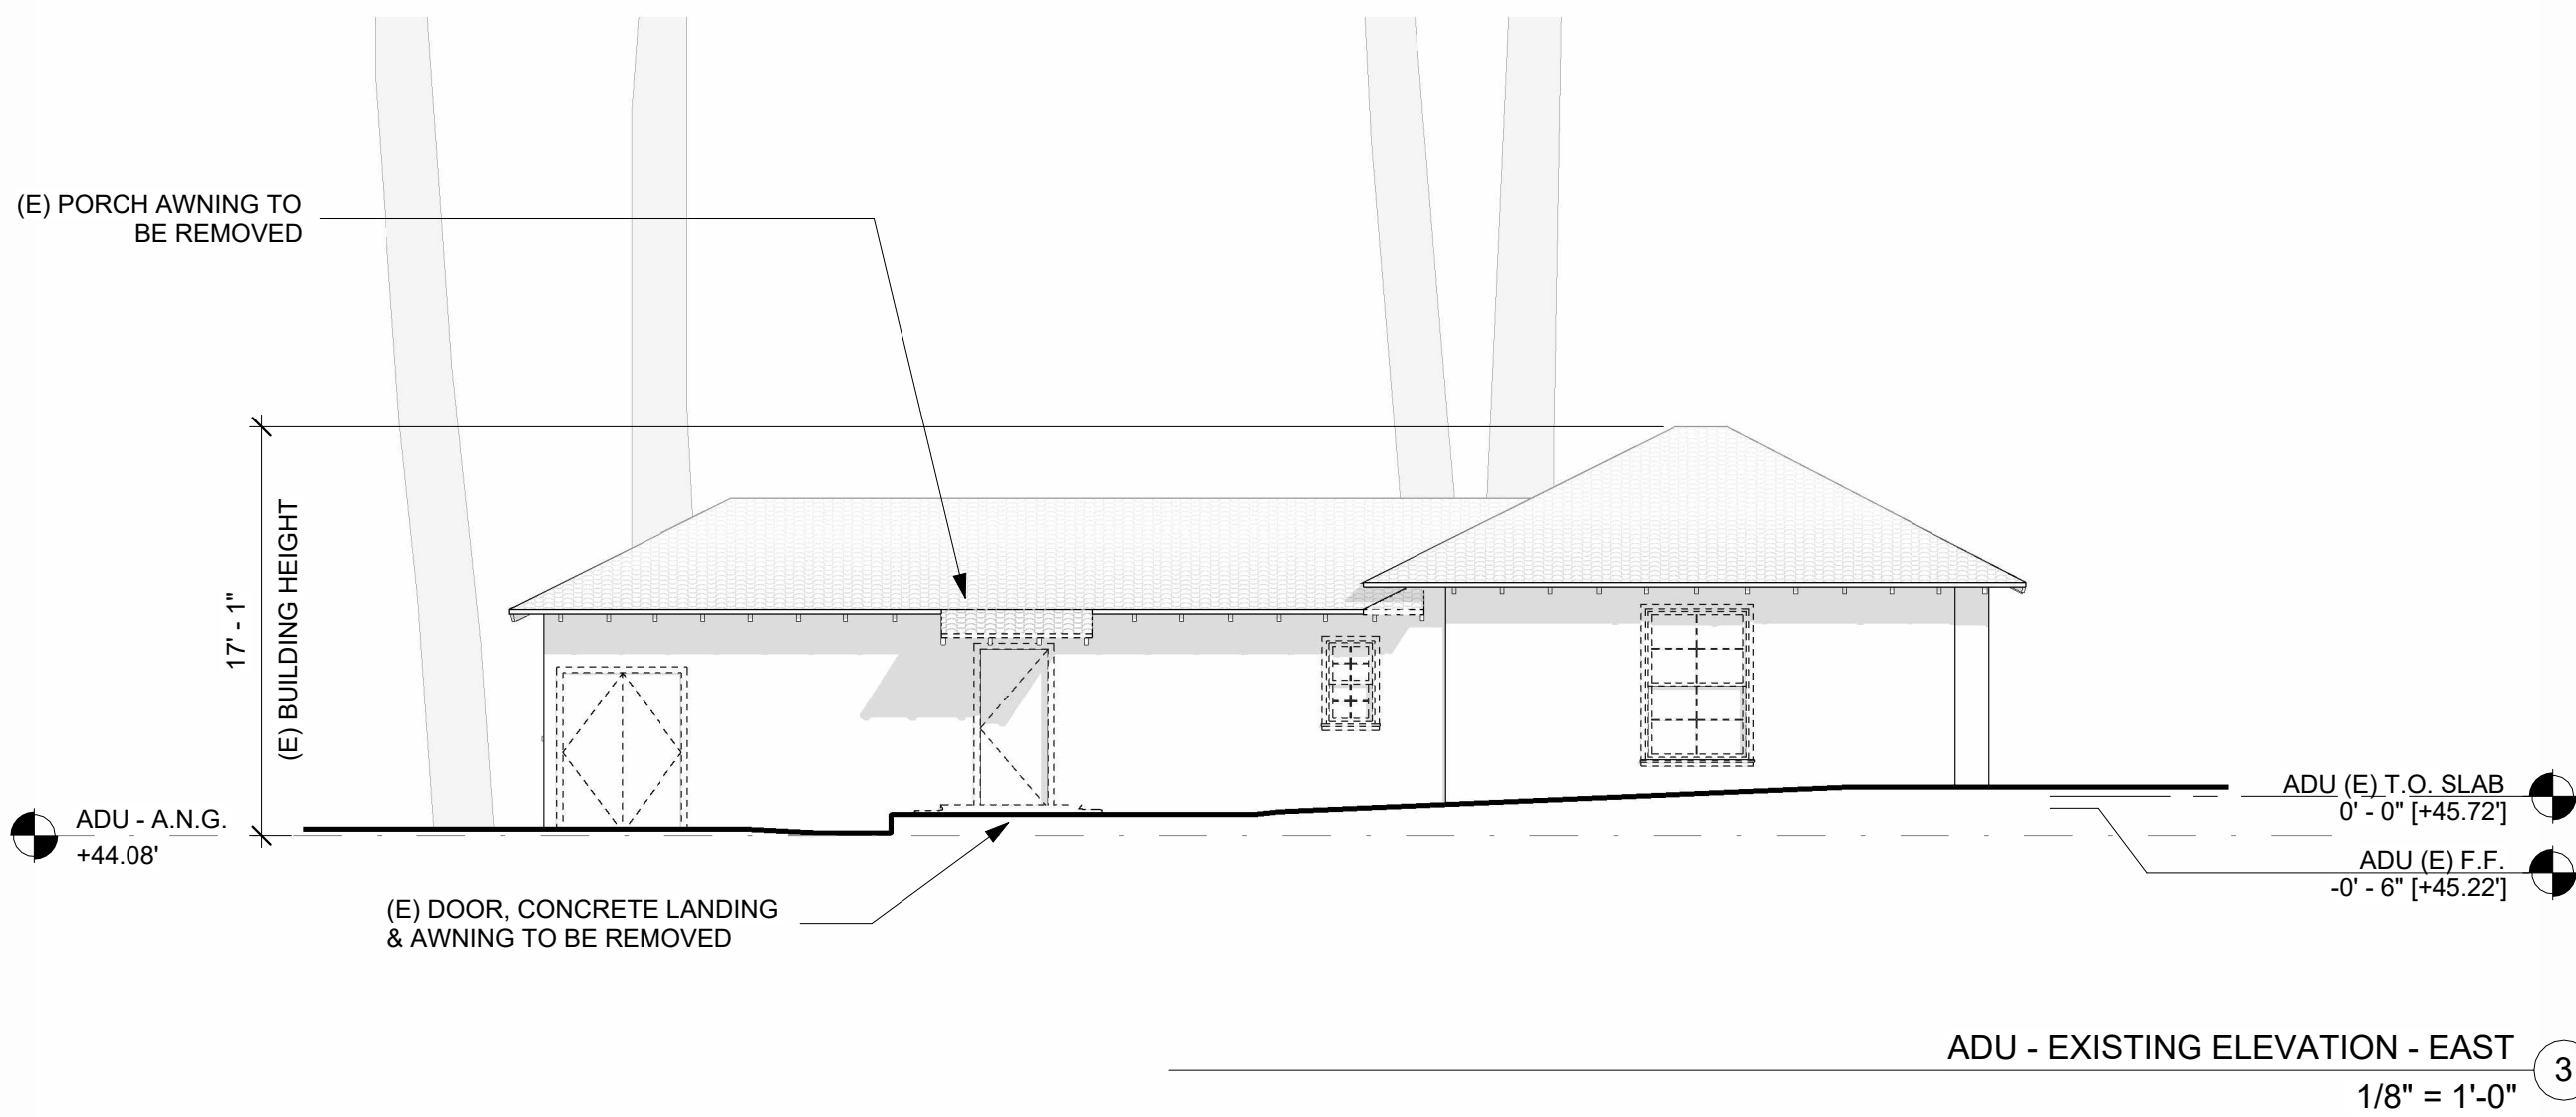 (E) PORCH AWNING TO
BE REMOVED
17' - 1"
(E) BUILDING HEIGHT
ADU - A.N.G.
+44.08'
ADU (E) T.O. SLAB
0' - 0" [+45.72']
ADU (E) F.F.
-0' - 6" [+45.22']
(E) DOOR, CONCRETE LANDING
& AWNING TO BE REMOVED
ADU - EXISTING ELEVATION - EAST
3
1/8" = 1'-0"